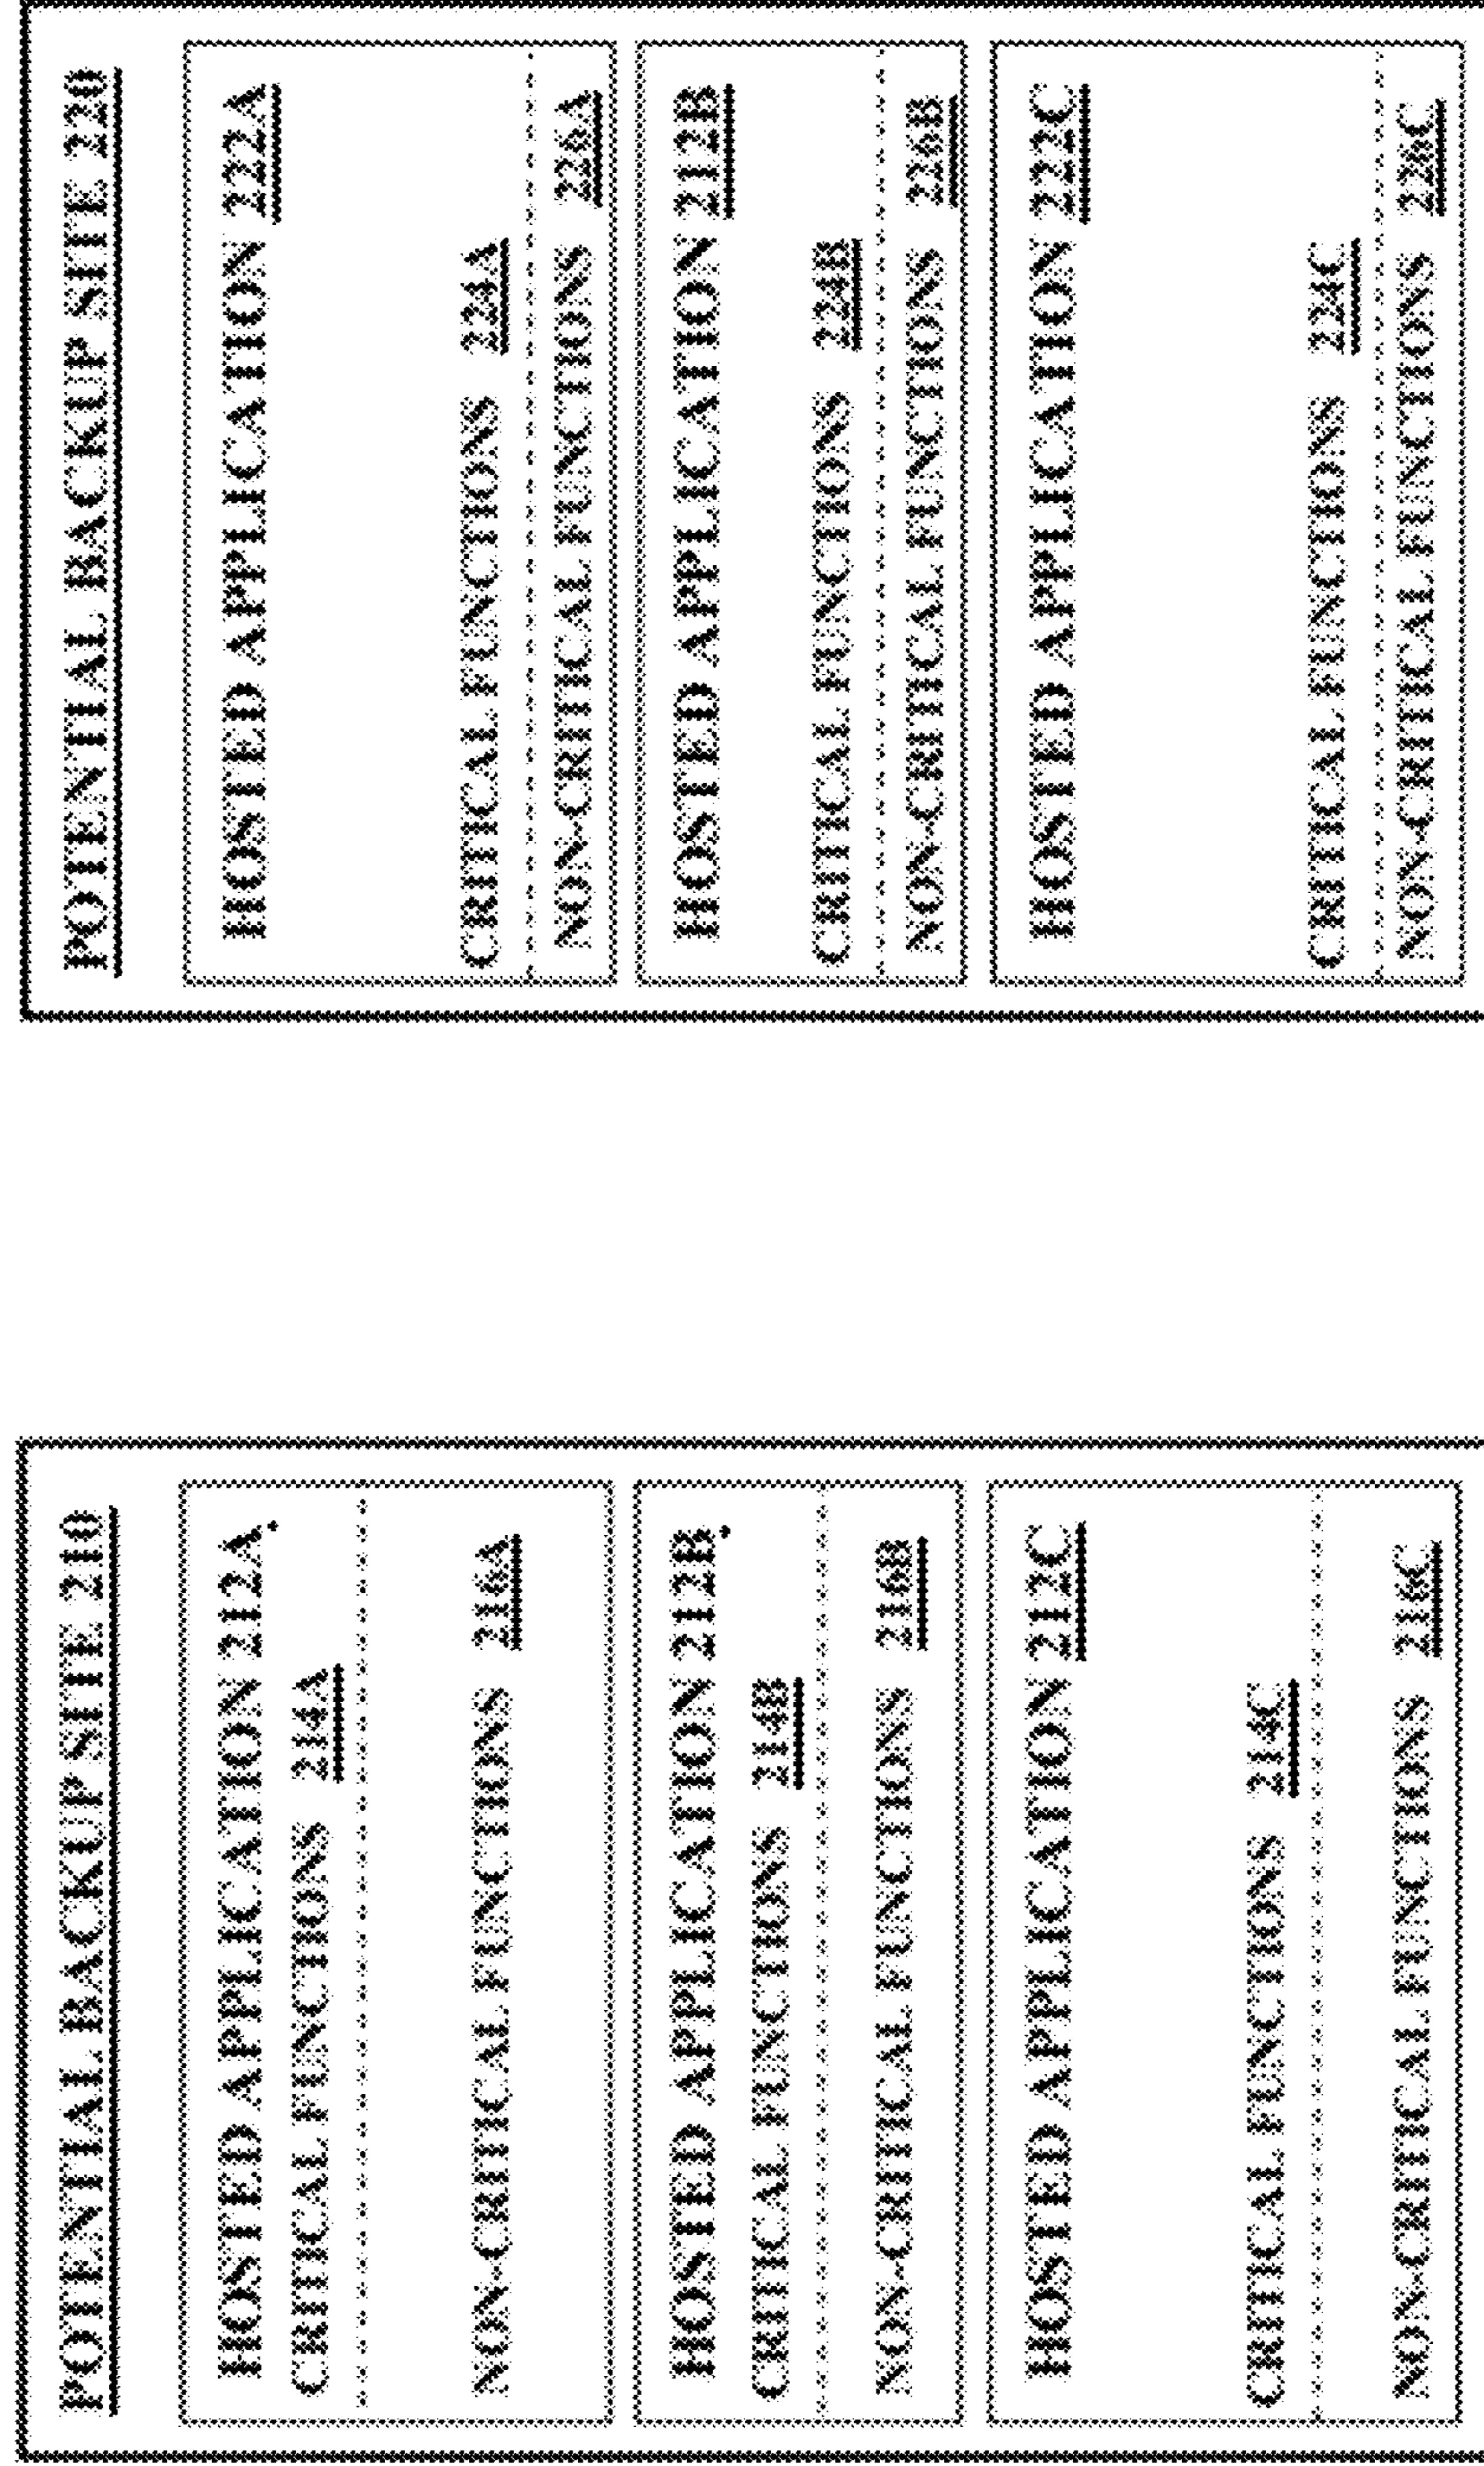 POTENTIAL BACKUP SITE 210
HOSTED APPLICATION 212A
CRITICAL FUNCTIONS 214A
NON-CRITICAL FUNCTIONS 216A
HOSTED APPLICATION 212B
CRITICAL FUNCTIONS 214B
NON-CRITICAL FUNCTIONS 216B
HOSTED APPLICATION 212C
CRITICAL FUNCTIONS 214C
NON-CRITICAL FUNCTIONS 216C
POTENTIAL BACKUP SITE 220
HOSTED APPLICATION 222A
CRITICAL FUNCTIONS 224A
NON-CRITICAL FUNCTIONS 226A
HOSTED APPLICATION 212B
CRITICAL FUNCTIONS 224B
NON-CRITICAL FUNCTIONS 226B
HOSTED APPLICATION 222C
CRITICAL FUNCTIONS 224C
NON-CRITICAL FUNCTIONS 226C